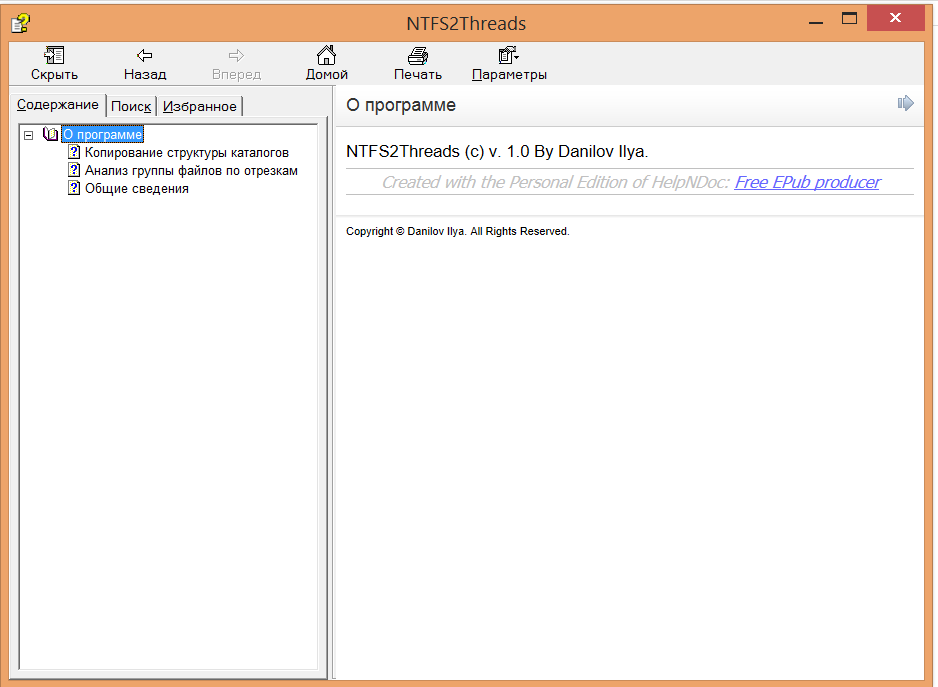 NTFS2Threads
Скрыть Назад Вперед Домой Печать Параметры
Содержание Поиск Избранное
О программе
Копирование структуры каталогов
Анализ группы файлов по отрезкам
Общие сведения
О программе
NTFS2Threads (c) v. 1.0 By Danilov Ilya.
Created with the Personal Edition of HelpNDoc: Free EPub producer
Copyright © Danilov Ilya. All Rights Reserved.